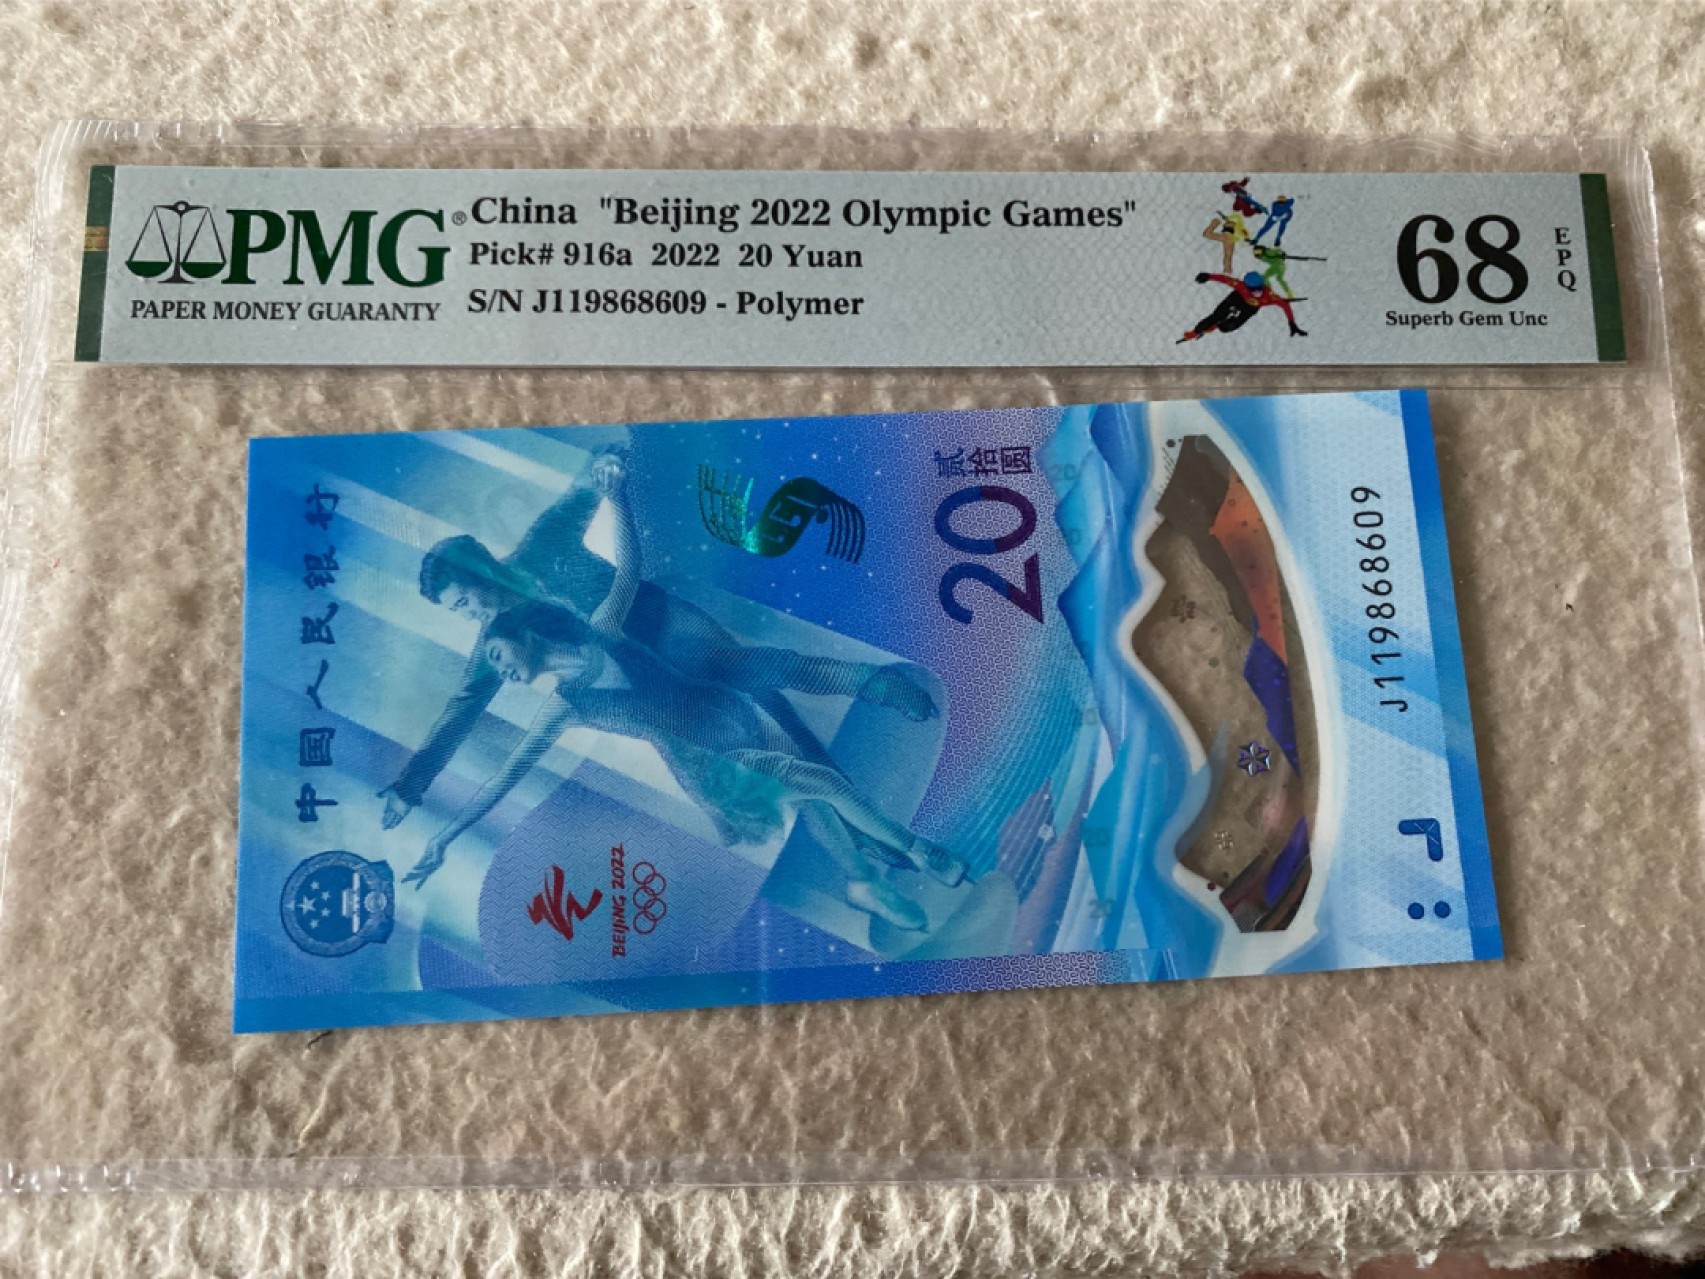 PMG®
PAPER MONEY GUARANTY
China "Beijing 2022 Olympic Games"
Pick# 916a 2022 20 Yuan
S/N J119868609 - Polymer
68
EPQ
Superb Gem Unc
中国人民银行
贰拾圆
20
BEIJING 2022
J119868609